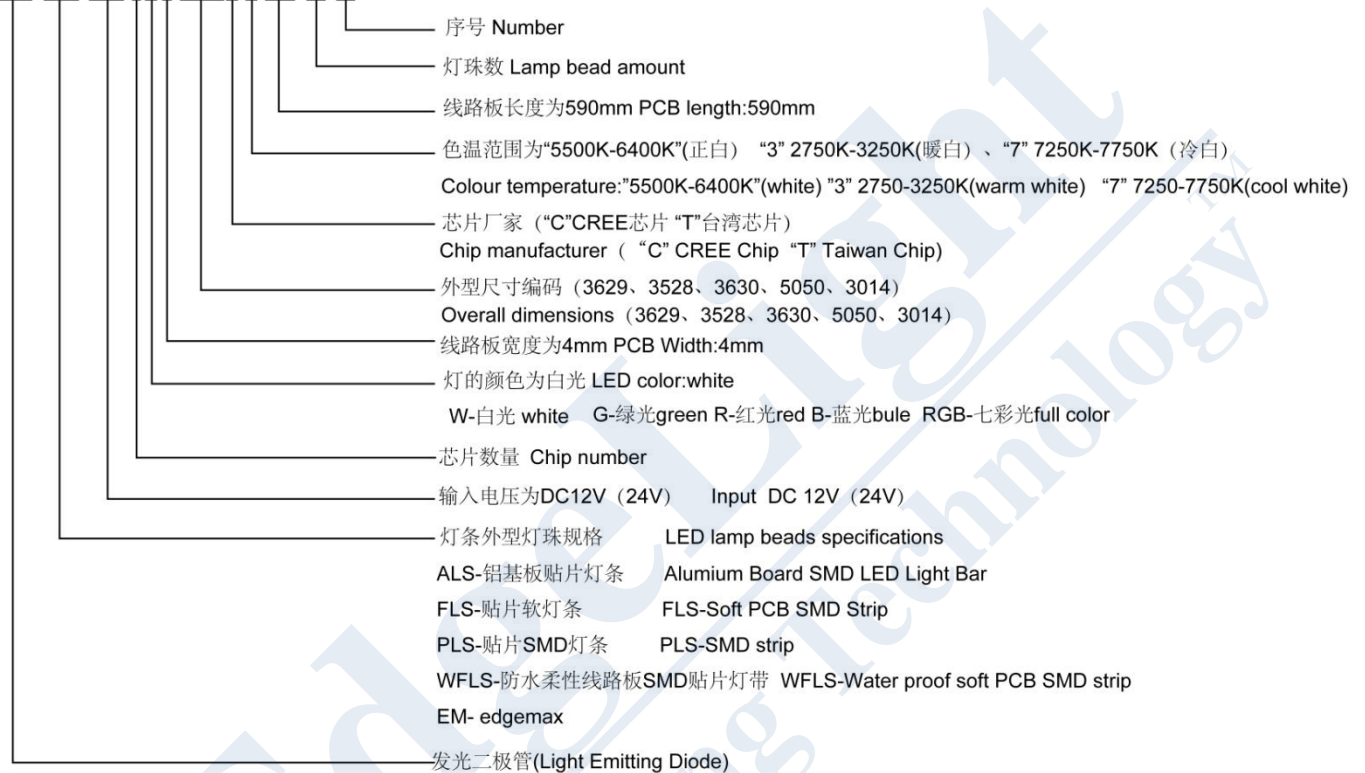 序号 Number
灯珠数 Lamp bead amount
线路板长度为590mm PCB length:590mm
色温范围为“5500K-6400K”(正白） “3” 2750K-3250K(暖白）、“7” 7250K-7750K（冷白）
Colour temperature:”5500K-6400K”(white) ”3” 2750-3250K(warm white) “7” 7250-7750K(cool white)
芯片厂家（“C”CREE芯片 “T”台湾芯片）
Chip manufacturer（ “C” CREE Chip “T” Taiwan Chip)
外型尺寸编码（3629、3528、3630、5050、3014）
Overall dimensions（3629、3528、3630、5050、3014）
线路板宽度为4mm PCB Width:4mm
灯的颜色为白光 LED color:white
W-白光 white G-绿光green R-红光red B-蓝光bule RGB-七彩光full color
芯片数量 Chip number
输入电压为DC12V（24V） Input DC 12V（24V）
灯条外型灯珠规格 LED lamp beads specifications
ALS-铝基板贴片灯条 Alumium Board SMD LED Light Bar
FLS-贴片软灯条 FLS-Soft PCB SMD Strip
PLS-贴片SMD灯条 PLS-SMD strip
WFLS-防水柔性线路板SMD贴片灯带 WFLS-Water proof soft PCB SMD strip
EM- edgemax
发光二极管(Light Emitting Diode)
EdgeLight
Technology
TM